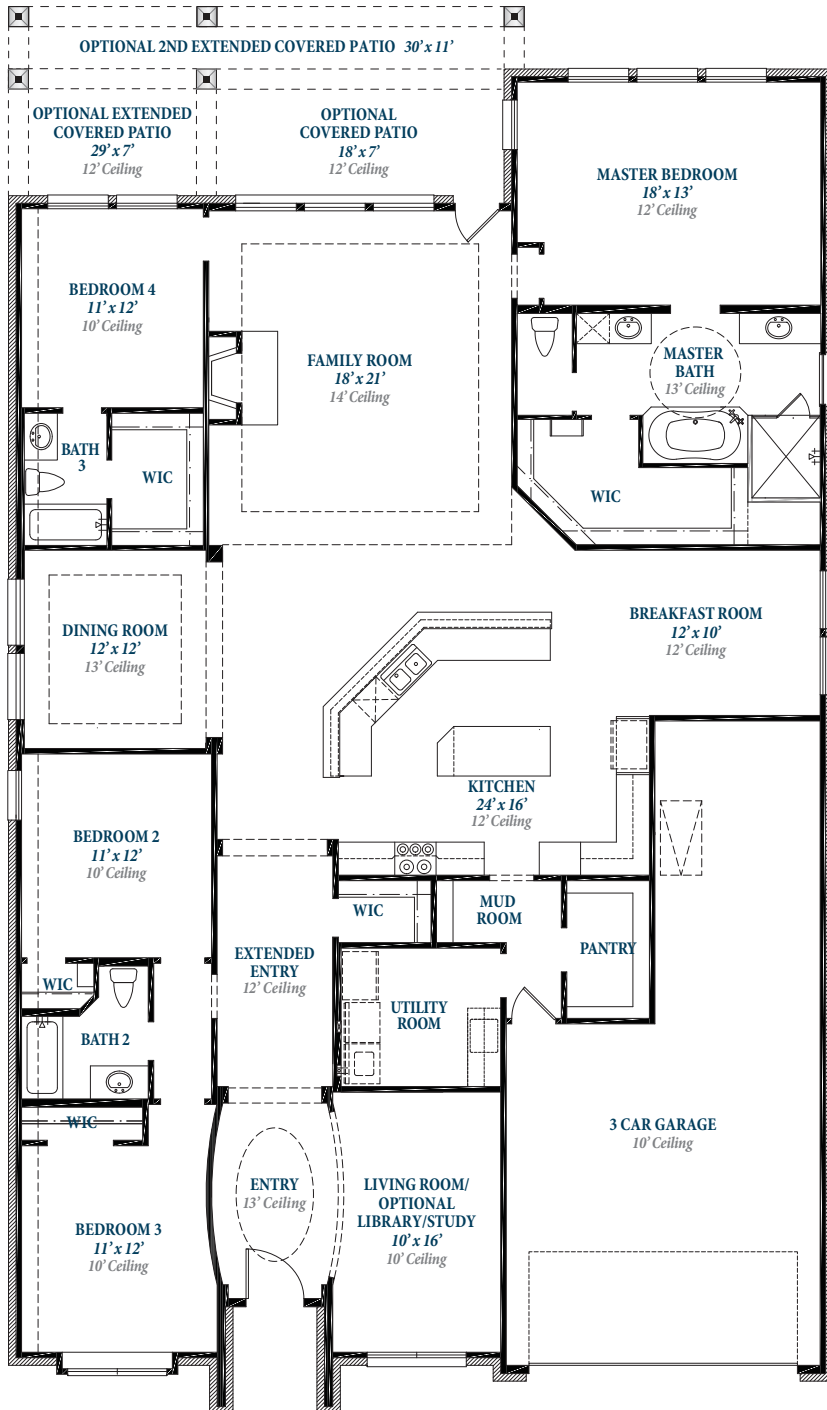 OPTIONAL 2ND EXTENDED COVERED PATIO 30' x 11'
OPTIONAL EXTENDED
COVERED PATIO
29' x 7'
12' Ceiling
OPTIONAL
COVERED PATIO
18' x 7'
12' Ceiling
MASTER BEDROOM
18' x 13'
12' Ceiling
BEDROOM 4
11' x 12'
10' Ceiling
FAMILY ROOM
18' x 21'
14' Ceiling
MASTER
BATH
13' Ceiling
BATH
3
WIC
WIC
DINING ROOM
12' x 12'
13' Ceiling
BREAKFAST ROOM
12' x 10'
12' Ceiling
KITCHEN
24' x 16'
12' Ceiling
BEDROOM 2
11' x 12'
10' Ceiling
WIC
MUD
ROOM
PANTRY
EXTENDED
ENTRY
12' Ceiling
WIC
UTILITY
ROOM
BATH 2
WIC
3 CAR GARAGE
10' Ceiling
ENTRY
13' Ceiling
LIVING ROOM/
OPTIONAL
LIBRARY/STUDY
10' x 16'
10' Ceiling
BEDROOM 3
11' x 12'
10' Ceiling